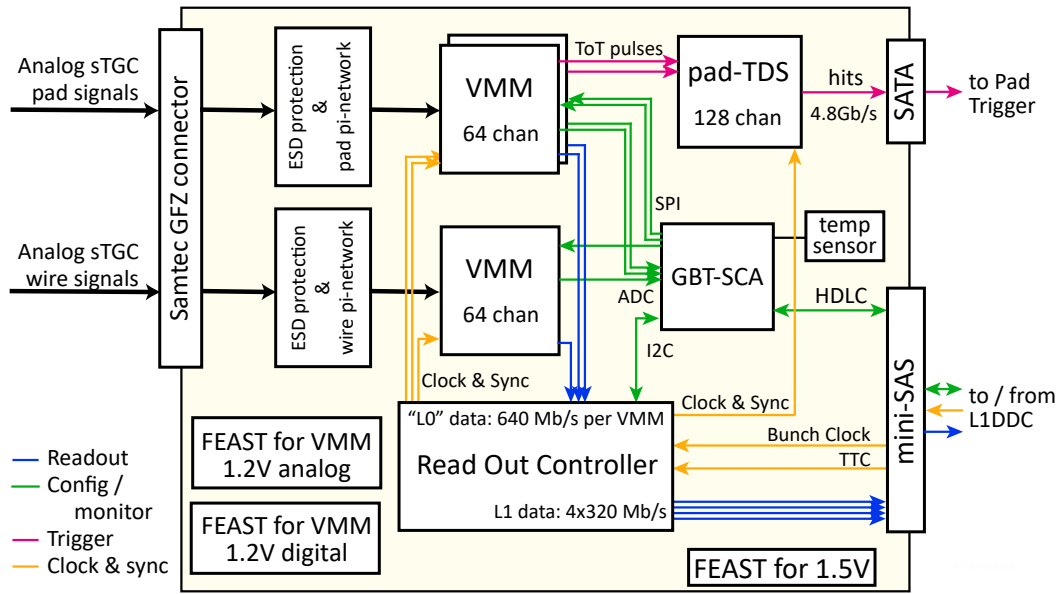 Analog sTGC
pad signals
Analog sTGC
wire signals
Samtec GFZ connector
ESD protection
&
pad pi-network
ESD protection
&
wire pi-network
VMM
64 chan
VMM
64 chan
ToT pulses
pad-TDS
128 chan
hits
4.8Gb/s
SATA
to Pad
Trigger
SPI
GBT-SCA
temp
sensor
ADC
HDLC
I2C
mini-SAS
to / from
L1DDC
Clock & Sync
"L0" data: 640 Mb/s per VMM
Read Out Controller
L1 data: 4x320 Mb/s
Clock & Sync
Bunch Clock
TTC
FEAST for VMM
1.2V analog
FEAST for VMM
1.2V digital
FEAST for 1.5V
Readout
Config /
monitor
Trigger
Clock & sync